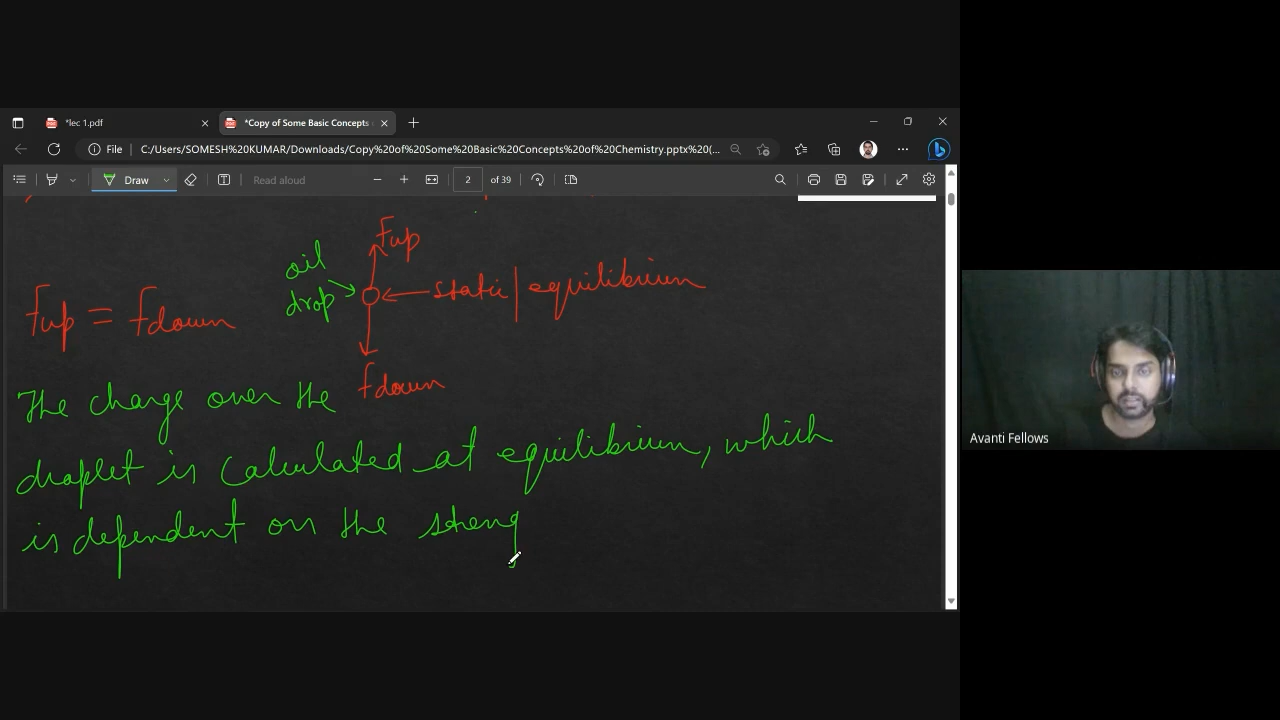 *lec 1.pdf
*Copy of Some Basic Concepts
File
C:/Users/SOMESH%20KUMAR/Downloads/Copy%20of%20Some%20Basic%20Concepts%20of%20Chemistry.pptx%20(...
Draw
Read aloud
2 of 39
Fup
oil
drop
static | equilibrium
Fup = fdown
fdown
The charge over the
droplet is calculated at equilibrium, which
is dependent on the streng
Avanti Fellows